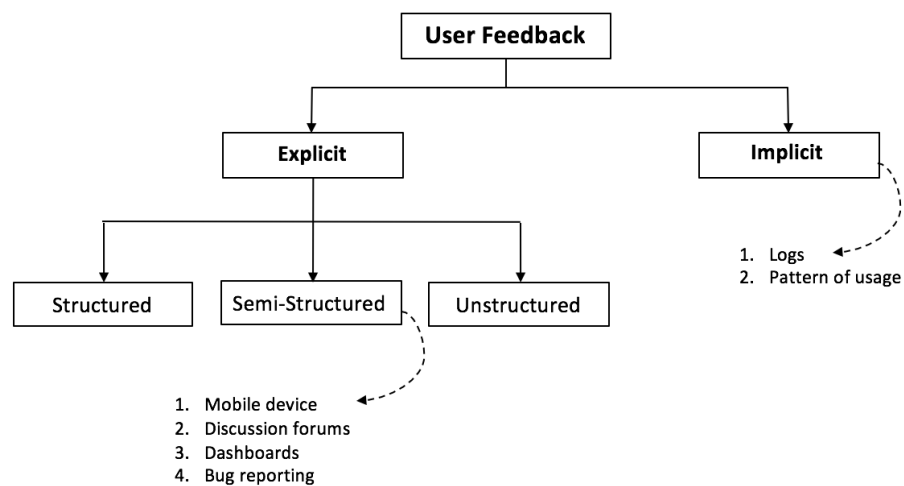 User Feedback
Explicit
Implicit
1. Logs
2. Pattern of usage
Structured
Semi-Structured
Unstructured
1. Mobile device
2. Discussion forums
3. Dashboards
4. Bug reporting